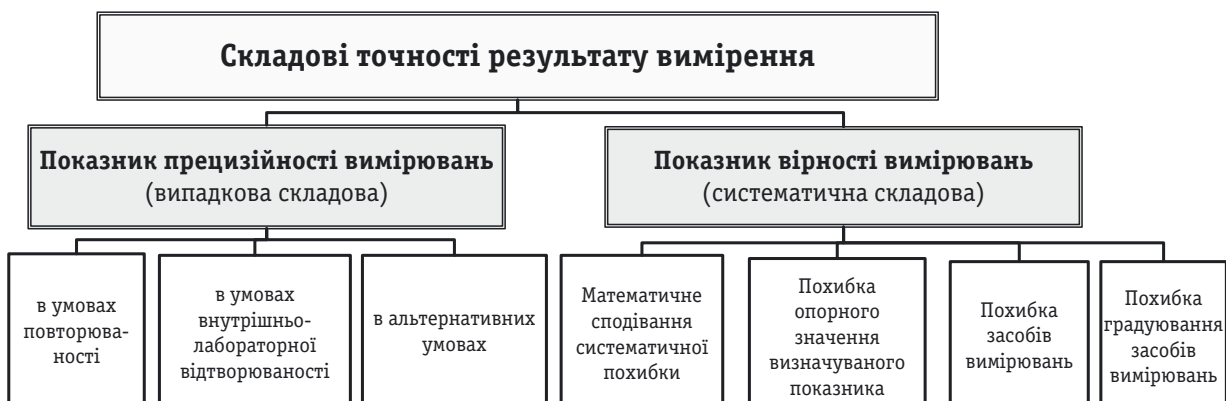 Складові точності результату вимірення
Показник прецизійності вимірювань
(випадкова складова)
Показник вірності вимірювань
(систематична складова)
в умовах
повторюва-
ності
в умовах
внутрішньо-
лабораторної
відтворюваності
в альтернативних
умовах
Математичне
сподівання
систематичної
похибки
Похибка
опорного
значення
визначуваного
показника
Похибка
засобів
вимірювань
Похибка
градуювання
засобів
вимірювань